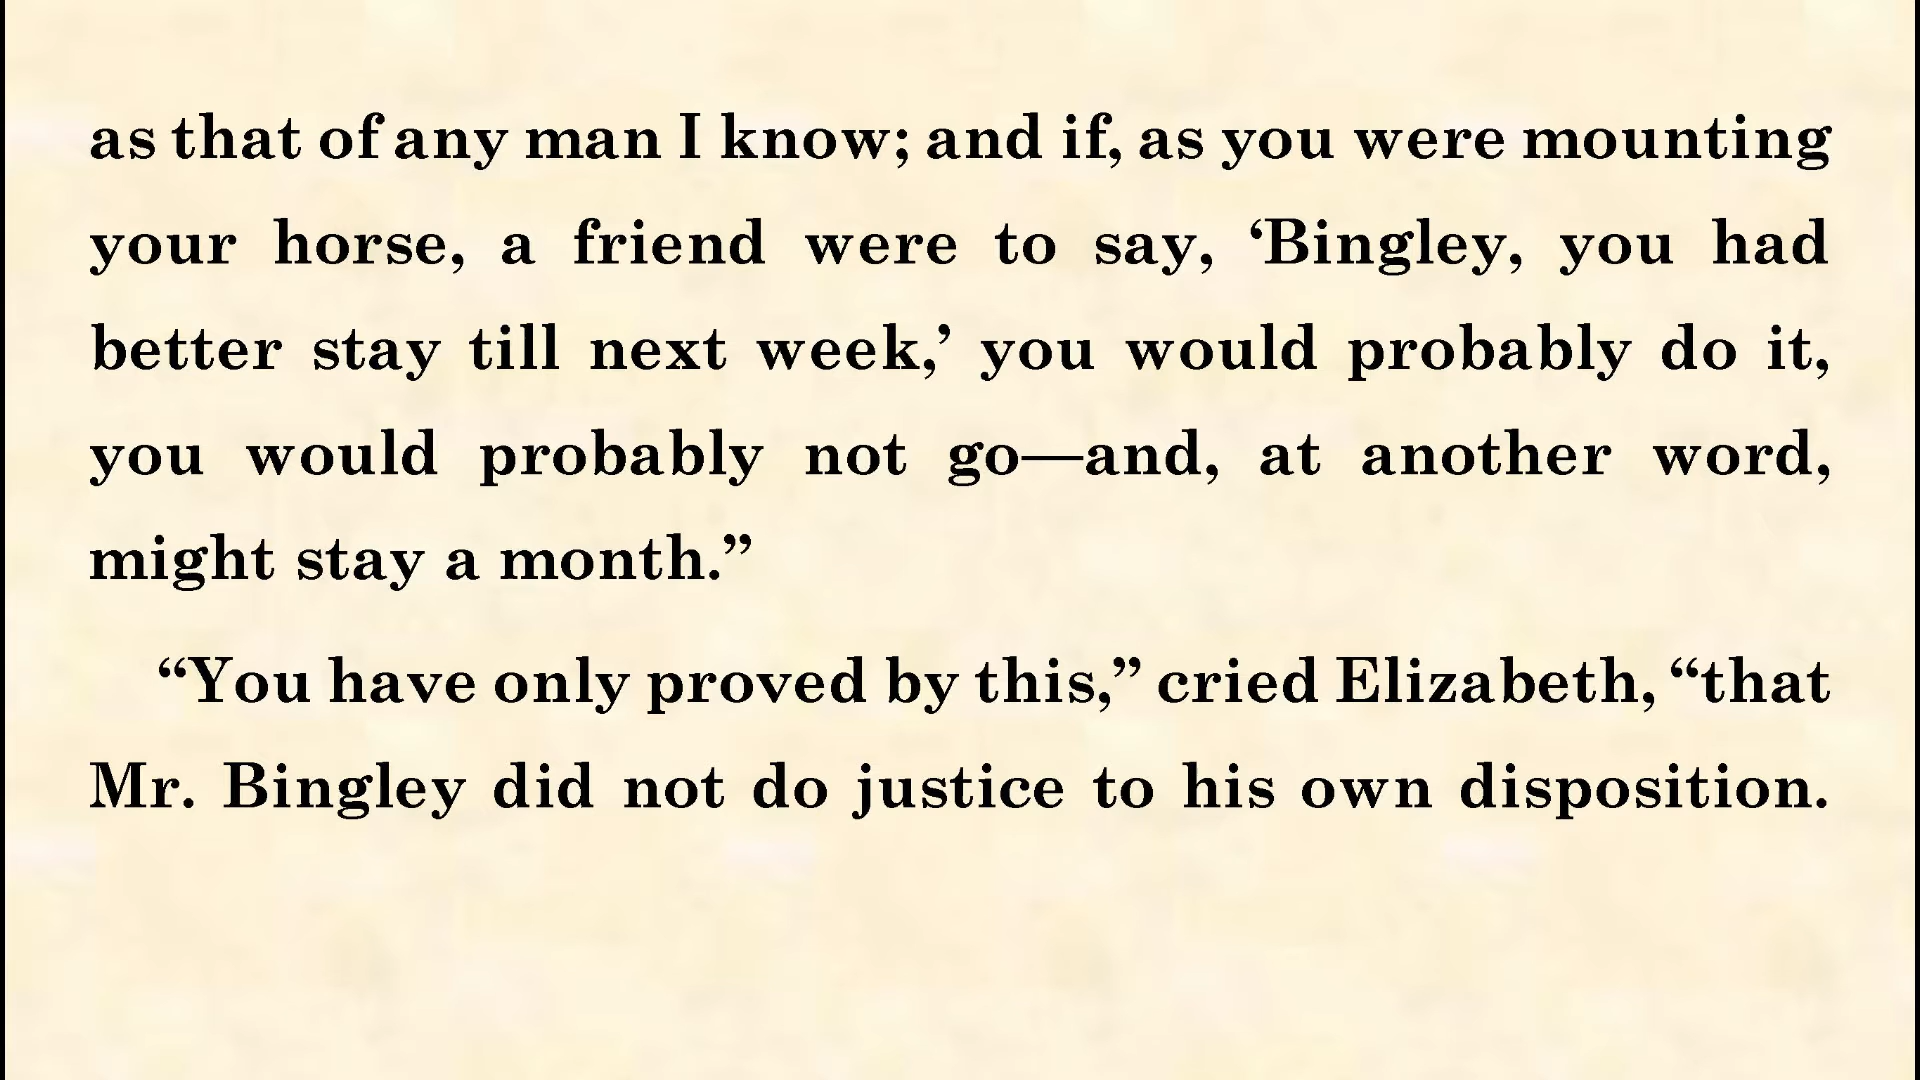 as that of any man I know; and if, as you were mounting
your horse, a friend were to say, ‘Bingley, you had
better stay till next week,’ you would probably do it,
you would probably not go—and, at another word,
might stay a month.”
“You have only proved by this,” cried Elizabeth, “that
Mr. Bingley did not do justice to his own disposition.